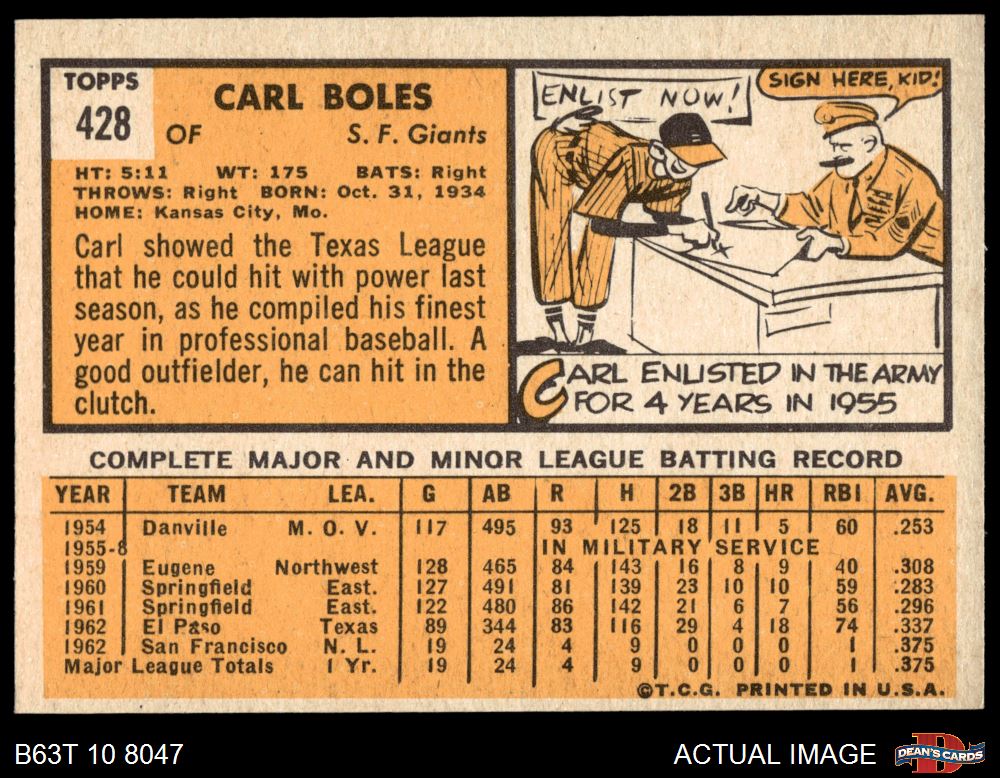 TOPPS
428
CARL BOLES
OF S. F. Giants
HT: 5:11 WT: 175 BATS: Right
THROWS: Right BORN: Oct. 31, 1934
HOME: Kansas City, Mo.
Carl showed the Texas League
that he could hit with power last
season, as he compiled his finest
year in professional baseball. A
good outfielder, he can hit in the
clutch.
ENLIST NOW!
SIGN HERE, KID!
CARL ENLISTED IN THE ARMY
FOR 4 YEARS IN 1955
COMPLETE MAJOR AND MINOR LEAGUE BATTING RECORD
YEAR TEAM LEA. G AB R H 2B 3B HR RBI AVG.
1954 Danville M. O. V. 117 495 93 125 18 11 5 60 .253
1955-8 IN MILITARY SERVICE
1959 Eugene Northwest 128 465 84 143 16 8 9 40 .308
1960 Springfield East. 127 491 81 139 23 10 10 59 .283
1961 Springfield East. 122 480 86 142 21 6 7 56 .296
1962 El Paso Texas 89 344 83 116 29 4 18 74 .337
1962 San Francisco N. L. 19 24 4 9 0 0 0 1 .375
Major League Totals 1 Yr. 19 24 4 9 0 0 0 1 .375
©T.C.G. PRINTED IN U.S.A.
B63T 10 8047
ACTUAL IMAGE
DEAN'S CARDS